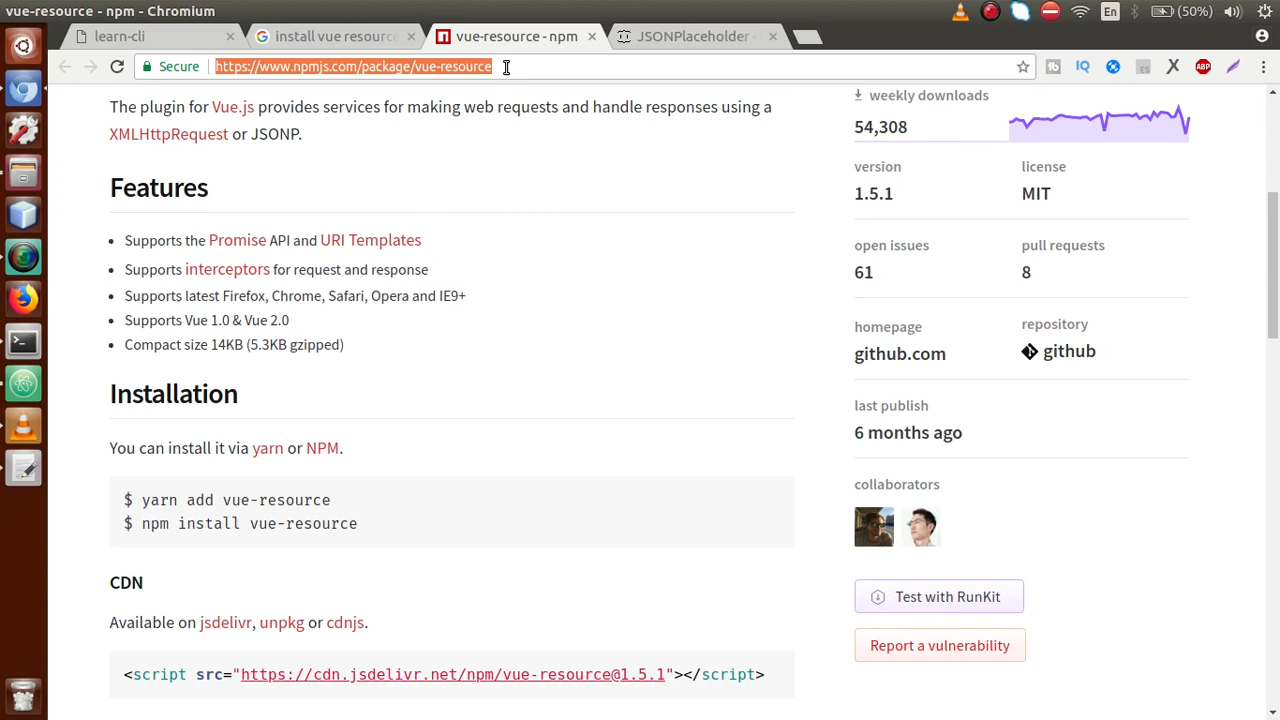 vue-resource - npm - Chromium
En
(50%)
learn-cli
install vue resource
vue-resource - npm
JSONPlaceholder -
Secure
https://www.npmjs.com/package/vue-resource
ABP
The plugin for Vue.js provides services for making web requests and handle responses using a
XMLHttpRequest or JSONP.
Features
Supports the Promise API and URI Templates
Supports interceptors for request and response
Supports latest Firefox, Chrome, Safari, Opera and IE9+
Supports Vue 1.0 & Vue 2.0
Compact size 14KB (5.3KB gzipped)
Installation
You can install it via yarn or NPM.
$ yarn add vue-resource
$ npm install vue-resource
CDN
Available on jsdelivr, unpkg or cdnjs.
<script src="https://cdn.jsdelivr.net/npm/vue-resource@1.5.1"></script>
weekly downloads
54,308
version
license
1.5.1
MIT
open issues
pull requests
61
8
homepage
repository
github.com
github
last publish
6 months ago
collaborators
Test with RunKit
Report a vulnerability